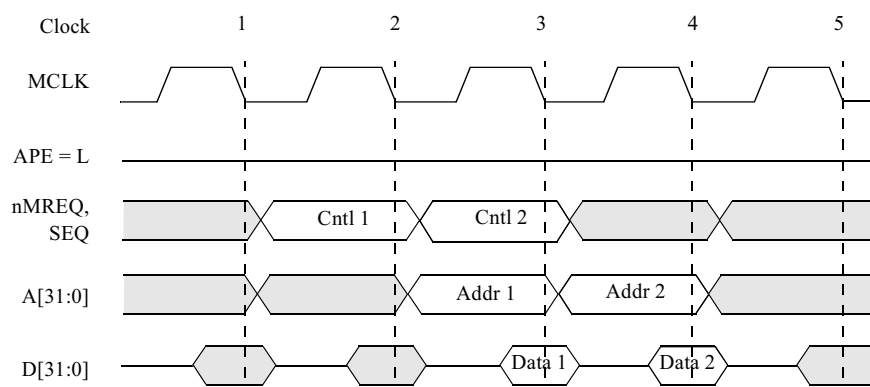 Clock 1 2 3 4 5
MCLK
APE = L
nMREQ,
SEQ
Cntl 1 Cntl 2
A[31:0] Addr 1 Addr 2
D[31:0] Data 1 Data 2